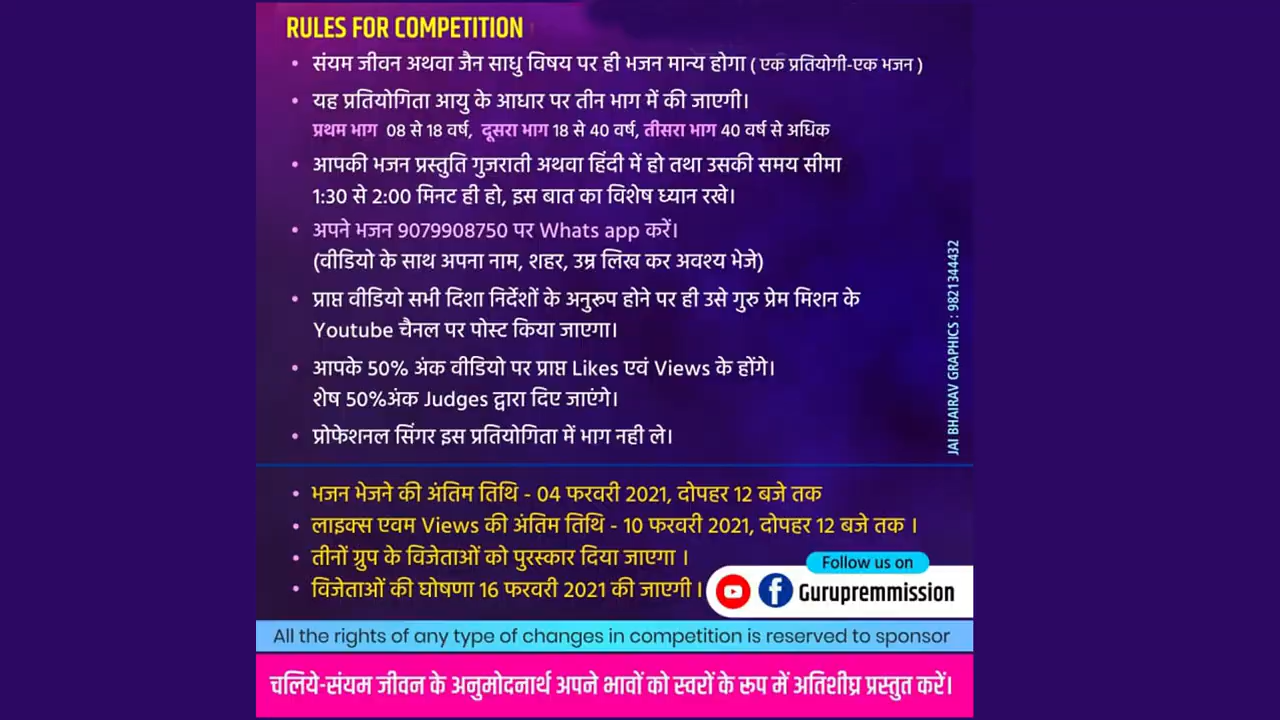 RULES FOR COMPETITION
• संयम जीवन अथवा जैन साधु विषय पर ही भजन मान्य होगा ( एक प्रतियोगी-एक भजन )
• यह प्रतियोगिता आयु के आधार पर तीन भाग में की जाएगी।
प्रथम भाग 08 से 18 वर्ष, दूसरा भाग 18 से 40 वर्ष, तीसरा भाग 40 वर्ष से अधिक
• आपकी भजन प्रस्तुति गुजराती अथवा हिंदी में हो तथा उसकी समय सीमा
1:30 से 2:00 मिनट ही हो, इस बात का विशेष ध्यान रखे।
• अपने भजन 9079908750 पर Whats app करें।
(वीडियो के साथ अपना नाम, शहर, उम्र लिख कर अवश्य भेजे)
• प्राप्त वीडियो सभी दिशा निर्देशों के अनुरूप होने पर ही उसे गुरु प्रेम मिशन के
Youtube चैनल पर पोस्ट किया जाएगा।
• आपके 50% अंक वीडियो पर प्राप्त Likes एवं Views के होंगे।
शेष 50%अंक Judges द्वारा दिए जाएंगे।
• प्रोफेशनल सिंगर इस प्रतियोगिता में भाग नही ले।
JAI BHAIRAV GRAPHICS : 9821344432
• भजन भेजने की अंतिम तिथि - 04 फरवरी 2021, दोपहर 12 बजे तक
• लाइक्स एवम Views की अंतिम तिथि - 10 फरवरी 2021, दोपहर 12 बजे तक ।
• तीनों ग्रुप के विजेताओं को पुरस्कार दिया जाएगा ।
• विजेताओं की घोषणा 16 फरवरी 2021 की जाएगी ।
Follow us on
Gurupremmission
All the rights of any type of changes in competition is reserved to sponsor
चलिये-संयम जीवन के अनुमोदनार्थ अपने भावों को स्वरों के रूप में अतिशीघ्र प्रस्तुत करें।